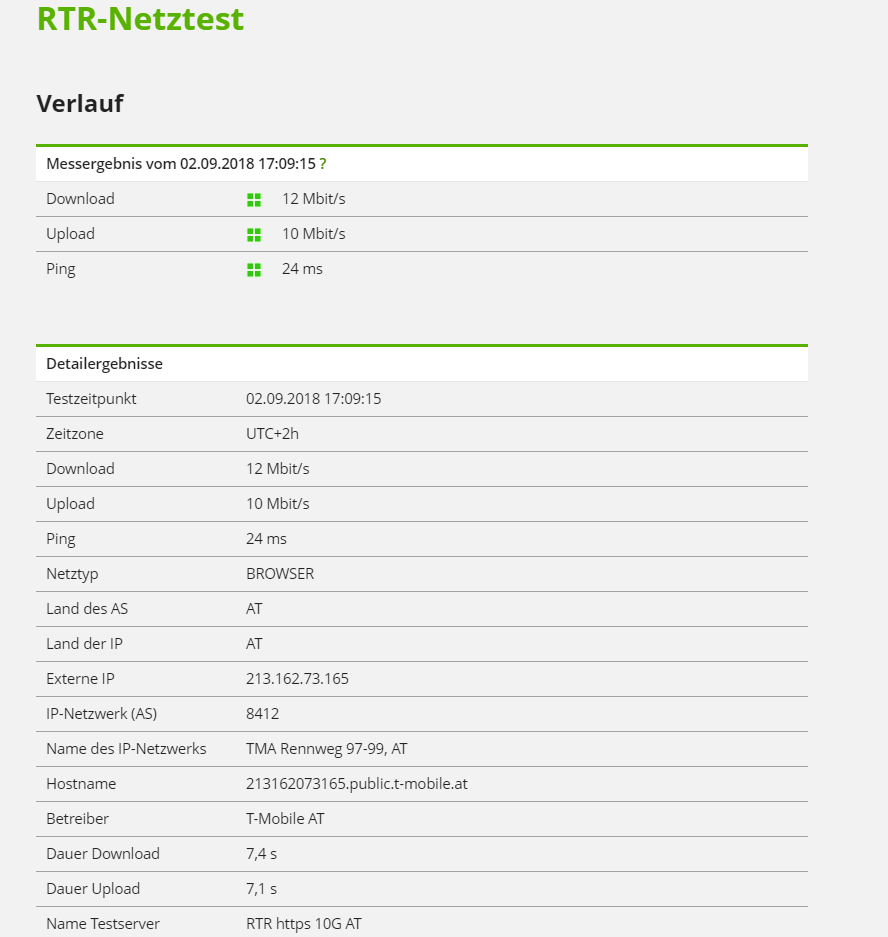 RTR-Netztest
Verlauf
Messergebnis vom 02.09.2018 17:09:15 ?
Download 12 Mbit/s
Upload 10 Mbit/s
Ping 24 ms
Detailergebnisse
Testzeitpunkt 02.09.2018 17:09:15
Zeitzone UTC+2h
Download 12 Mbit/s
Upload 10 Mbit/s
Ping 24 ms
Netztyp BROWSER
Land des AS AT
Land der IP AT
Externe IP 213.162.73.165
IP-Netzwerk (AS) 8412
Name des IP-Netzwerks TMA Rennweg 97-99, AT
Hostname 213162073165.public.t-mobile.at
Betreiber T-Mobile AT
Dauer Download 7,4 s
Dauer Upload 7,1 s
Name Testserver RTR https 10G AT